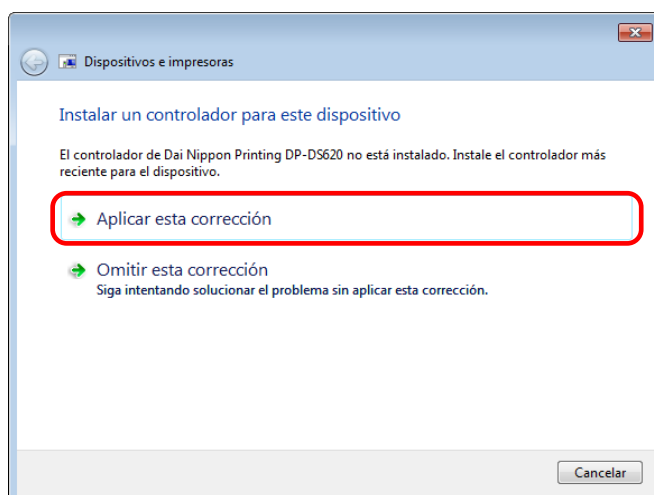 Dispositivos e impresoras
Instalar un controlador para este dispositivo
El controlador de Dai Nippon Printing DP-DS620 no está instalado. Instale el controlador más
reciente para el dispositivo.
Aplicar esta corrección
Omitir esta corrección
Siga intentando solucionar el problema sin aplicar esta corrección.
Cancelar